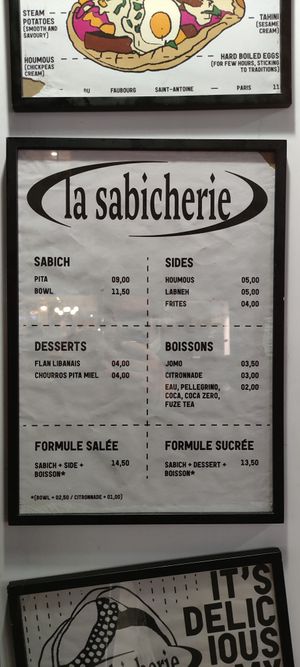 STEAM
POTATOES
(SMOOTH AND
SAVOURY)
TAHINI
(SESAME
CREAM)
HOUMOUS
(CHICKPEAS
CREAM)
HARD BOILED EGGS
(FOR FEW HOURS, STICKING
TO TRADITIONS)
DU FAUBOURG SAINT-ANTOINE — PARIS 11
la sabicherie
SABICH
PITA 09,00
BOWL 11,50
SIDES
HOUMOUS 05,00
LABNEH 05,00
FRITES 04,00
DESSERTS
FLAN LIBANAIS 04,00
CHOURROS PITA MIEL 04,00
BOISSONS
JOMO 03,50
CITRONNADE 03,00
EAU, PELLEGRINO, 02,00
COCA, COCA ZERO,
FUZE TEA
FORMULE SALÉE
SABICH + SIDE + 14,50
BOISSON*
FORMULE SUCRÉE
SABICH + DESSERT + 13,50
BOISSON*
*(BOWL + 02,50 / CITRONNADE + 01,00)
IT'S
DELIC
IOUS
sabicherie